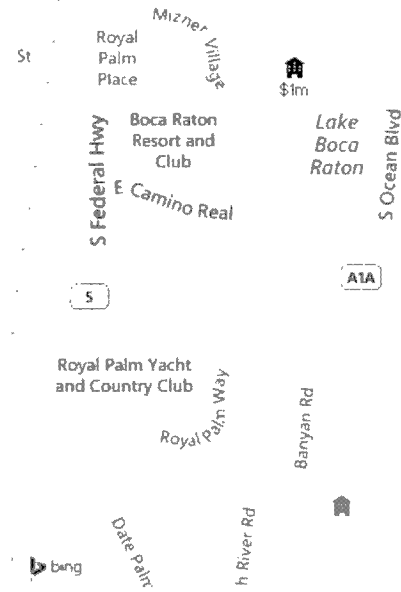 Mizner Village
Royal
Palm
Place
St
$1m
Boca Raton
Resort and
Club
Lake
Boca
Raton
S Federal Hwy
S Ocean Blvd
E Camino Real
A1A
5
Royal Palm Yacht
and Country Club
Royal Palm Way
Banyan Rd
Date Palm
h River Rd
bing